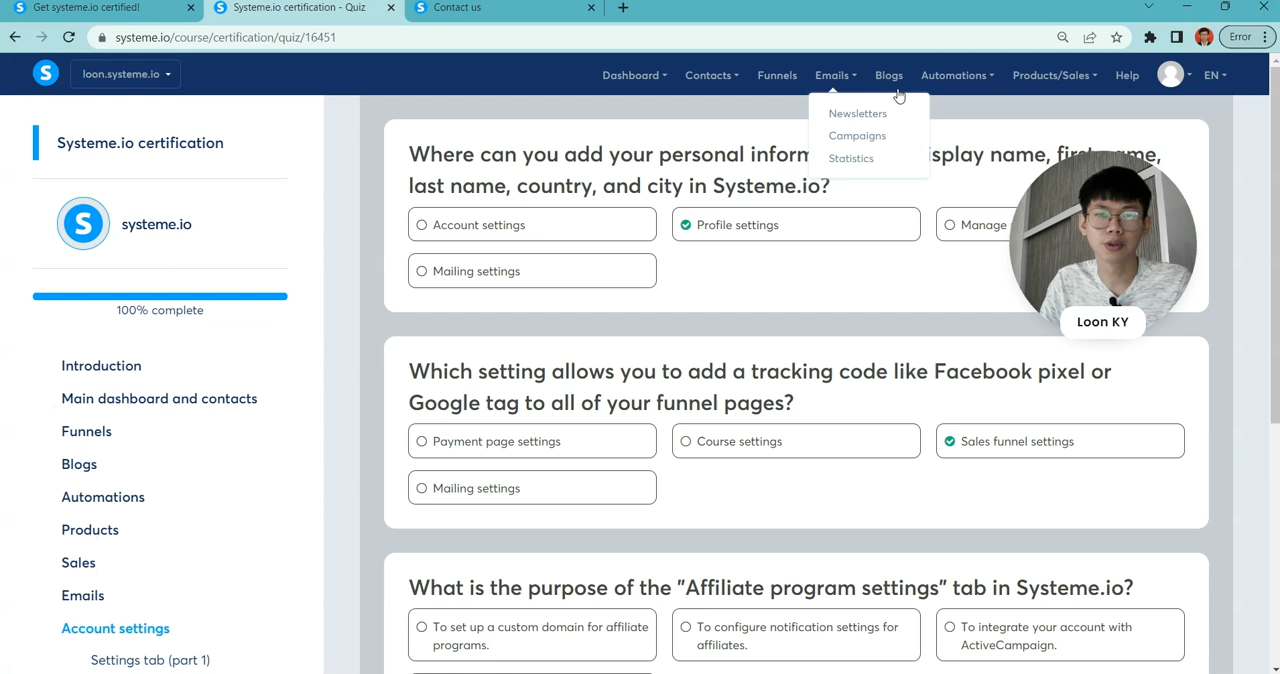 Get systeme.io certified!
Systeme.io certification - Quiz
Contact us
systeme.io/course/certification/quiz/16451
Error
S
loon.systeme.io
Dashboard
Contacts
Funnels
Emails
Blogs
Automations
Products/Sales
Help
EN
Newsletters
Campaigns
Statistics
Systeme.io certification
S
systeme.io
100% complete
Introduction
Main dashboard and contacts
Funnels
Blogs
Automations
Products
Sales
Emails
Account settings
Settings tab (part 1)
Where can you add your personal
last name, country, and city in Systeme.io?
Account settings
Profile settings
Manage
Mailing settings
Loon KY
Which setting allows you to add a tracking code like Facebook pixel or
Google tag to all of your funnel pages?
Payment page settings
Course settings
Sales funnel settings
Mailing settings
What is the purpose of the "Affiliate program settings" tab in Systeme.io?
To set up a custom domain for affiliate
programs.
To configure notification settings for
affiliates.
To integrate your account with
ActiveCampaign.